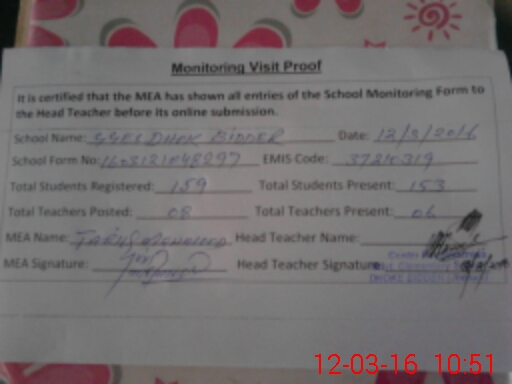 Monitoring Visit Proof
It is certified that the MEA has shown all entries of the School Monitoring Form to
the Head Teacher before its online submission.
School Name: GGES DHOK BIDDER Date: 12/3/2016
School Form No: EMIS Code: 37210319
Total Students Registered: 159 Total Students Present: 153
Total Teachers Posted: 08 Total Teachers Present: 06
MEA Name: Head Teacher Name:
MEA Signature: Head Teacher Signature
12-03-16 10:51